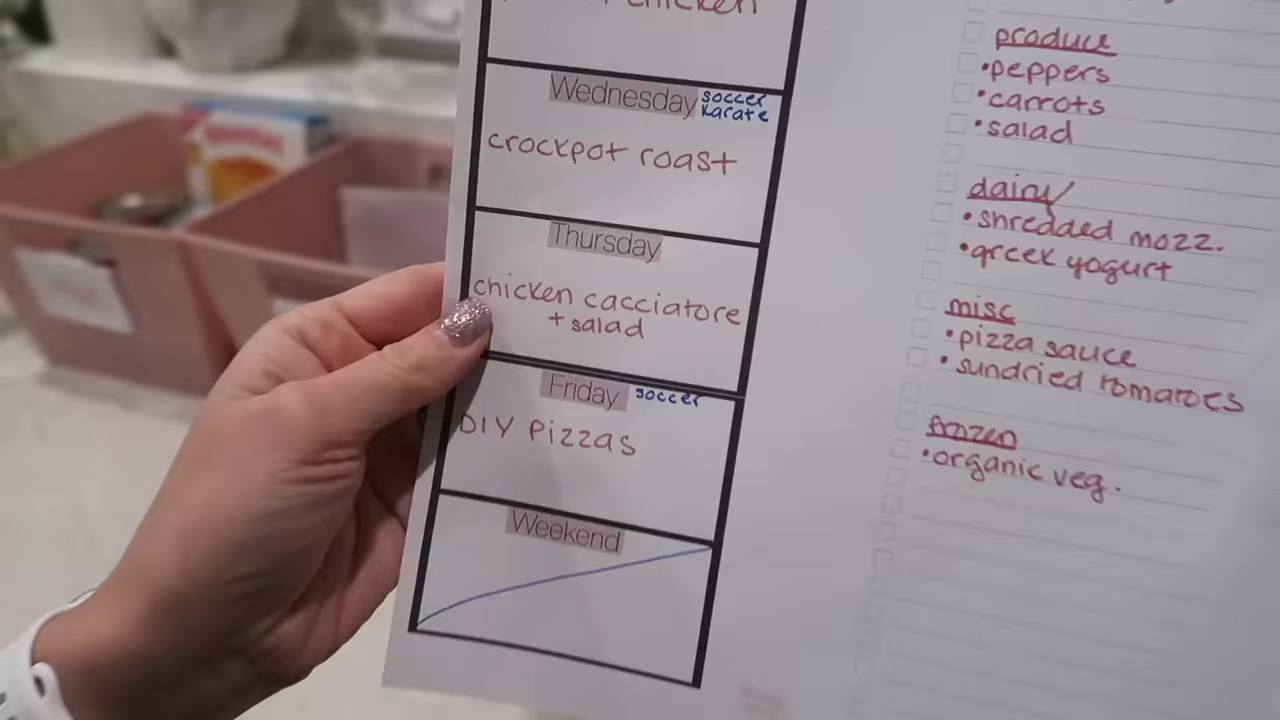 chicken
Wednesday soccer
karate
crockpot roast
Thursday
chicken cacciatore
+ salad
Friday soccer
DIY Pizzas
Weekend
produce
•peppers
•carrots
•salad
dairy
•shredded mozz.
•greek yogurt
misc
•pizza sauce
•sundried tomatoes
frozen
•organic veg.